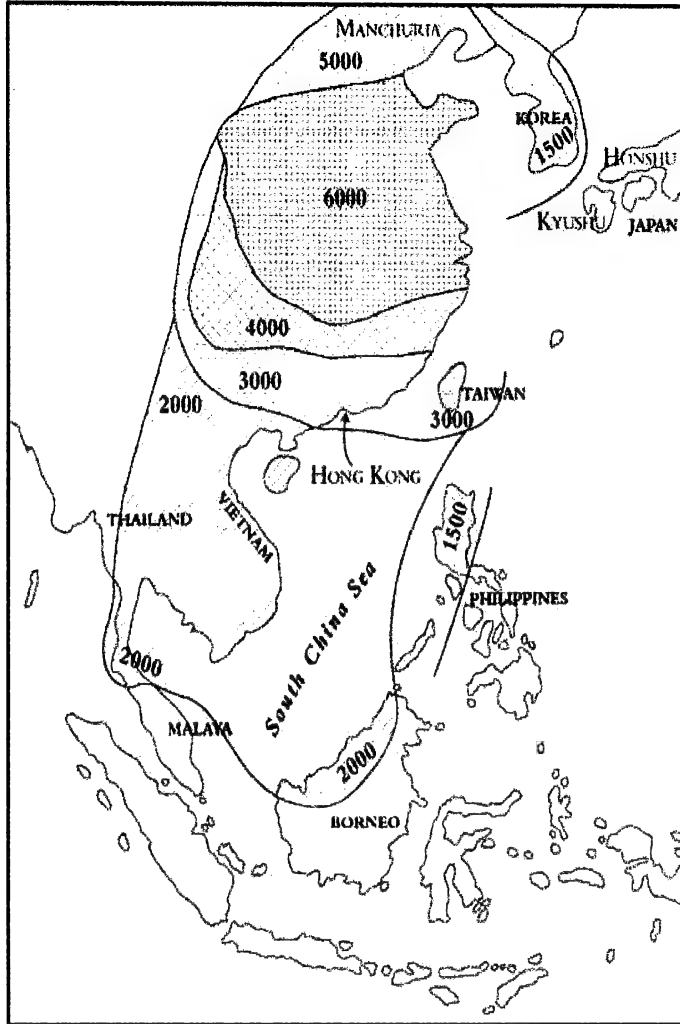 MANCHURIA
5000
KOREA
1500
HONSHU
6000
KYUSHU
JAPAN
4000
3000
2000
TAIWAN
3000
HONG KONG
THAILAND
VIETNAM
1500
PHILIPPINES
South China Sea
2000
MALAYA
2000
BORNEO